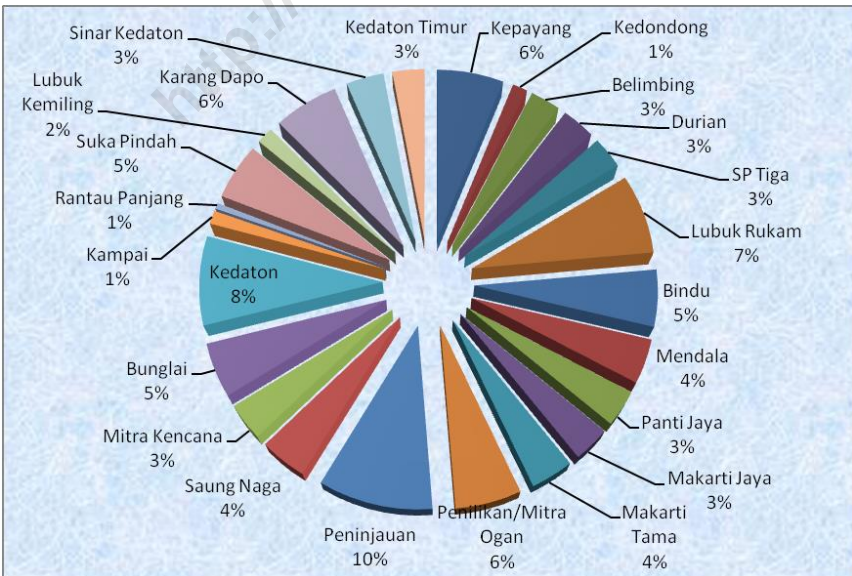 Kepayang
6%
Kedondong
1%
Belimbing
3%
Durian
3%
SP Tiga
3%
Lubuk Rukam
7%
Bindu
5%
Mendala
4%
Panti Jaya
3%
Makarti Jaya
3%
Makarti
Tama
4%
Penilikan/Mitra
Ogan
6%
Peninjauan
10%
Saung Naga
4%
Mitra Kencana
3%
Bunglai
5%
Kedaton
8%
Kampai
1%
Rantau Panjang
1%
Suka Pindah
5%
Lubuk
Kemiling
2%
Karang Dapo
6%
Sinar Kedaton
3%
Kedaton Timur
3%
http:/